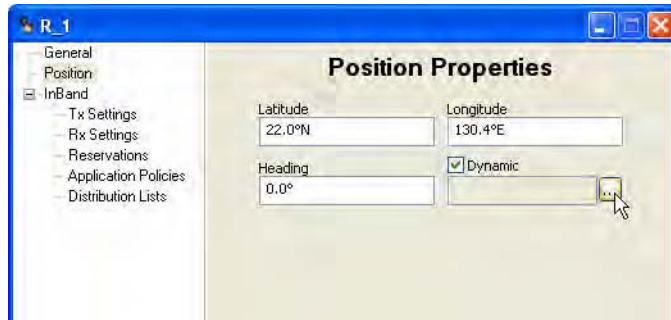 R_1
General
Position
InBand
Tx Settings
Rx Settings
Reservations
Application Policies
Distribution Lists
Position Properties
Latitude
Longitude
22.0°N
130.4°E
Heading
Dynamic
0.0°
...